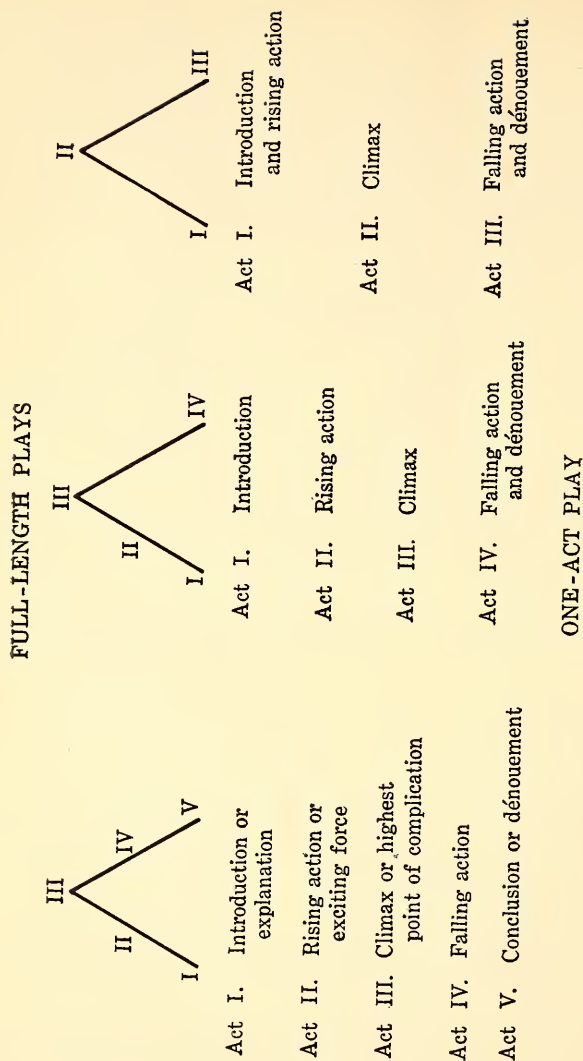 FULL-LENGTH PLAYS
III
II
IV
I
V
Act I. Introduction or
explanation
Act II. Rising action or
exciting force
Act III. Climax or highest
point of complication
Act IV. Falling action
Act V. Conclusion or dénouement
III
II
I
IV
Act I. Introduction
Act II. Rising action
Act III. Climax
Act IV. Falling action
and dénouement
II
I
III
Act I. Introduction
and rising action
Act II. Climax
Act III. Falling action
and dénouement
ONE-ACT PLAY